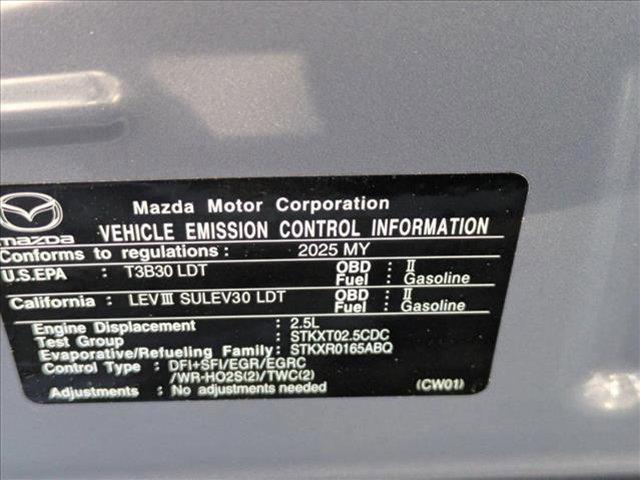 Mazda Motor Corporation
mazda VEHICLE EMISSION CONTROL INFORMATION
Conforms to regulations : 2025 MY
U.S.EPA : T3B30 LDT OBD : II
Fuel : Gasoline
California : LEV III SULEV30 LDT OBD : II
Fuel : Gasoline
Engine Displacement : 2.5L
Test Group : STKXT02.5CDC
Evaporative/Refueling Family: STKXR0165ABQ
Control Type : DFI+SFI/EGR/EGRC
/WR-HO2S(2)/TWC(2)
Adjustments : No adjustments needed (CW01)